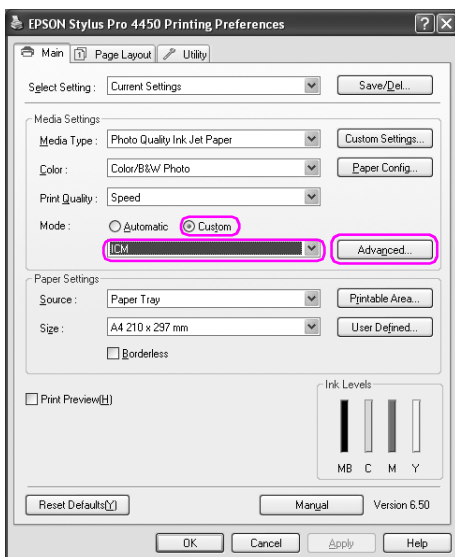 EPSON Stylus Pro 4450 Printing Preferences
Main Page Layout Utility
Select Setting : Current Settings Save/Del...
Media Settings
Media Type : Photo Quality Ink Jet Paper Custom Settings...
Color : Color/B&W Photo Paper Config...
Print Quality : Speed
Mode : Automatic Custom
ICM Advanced...
Paper Settings
Source : Paper Tray Printable Area...
Size : A4 210 x 297 mm User Defined...
Borderless
Print Preview(H)
Ink Levels
MB C M Y
Reset Defaults(Y) Manual Version 6.50
OK Cancel Apply Help